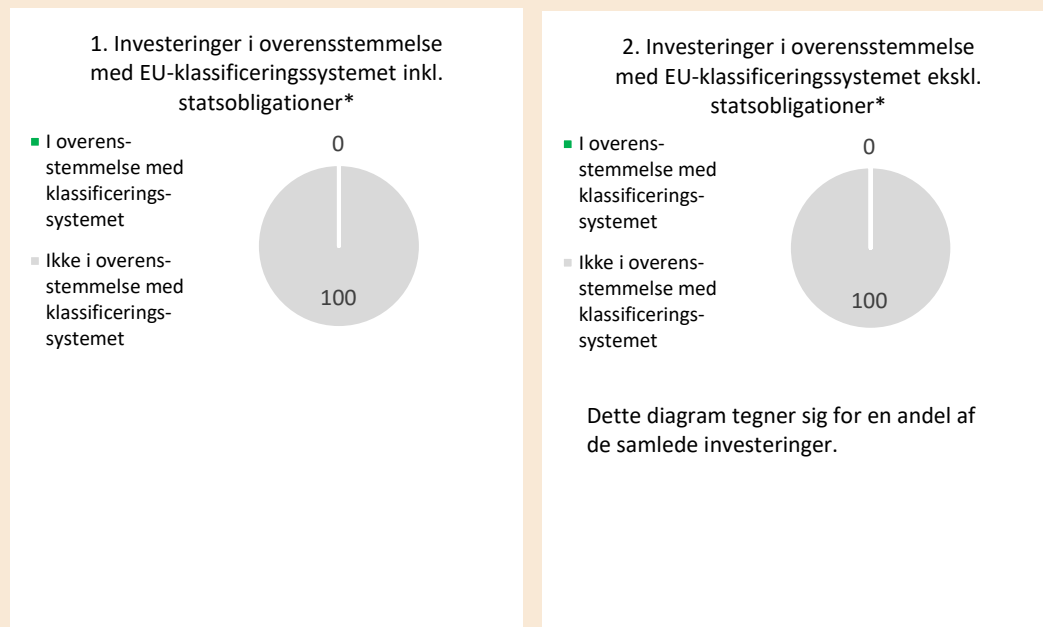 1. Investeringer i overensstemmelse
med EU-klassificeringssystemet inkl.
statsobligationer*
I overens-
stemmelse med
klassificerings-
systemet
Ikke i overens-
stemmelse med
klassificerings-
systemet
0
100
2. Investeringer i overensstemmelse
med EU-klassificeringssystemet ekskl.
statsobligationer*
I overens-
stemmelse med
klassificerings-
systemet
Ikke i overens-
stemmelse med
klassificerings-
systemet
0
100
Dette diagram tegner sig for en andel af
de samlede investeringer.